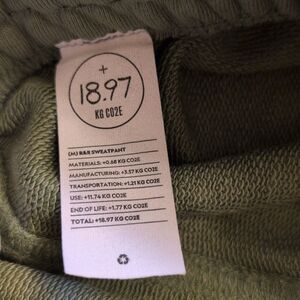 +
18.97
KG CO2E
(M) R&R SWEATPANT
MATERIALS: +0.68 KG CO2E
MANUFACTURING: +3.57 KG CO2E
TRANSPORTATION: +1.21 KG CO2E
USE: +11.74 KG CO2E
END OF LIFE: +1.77 KG CO2E
TOTAL: +18.97 KG CO2E